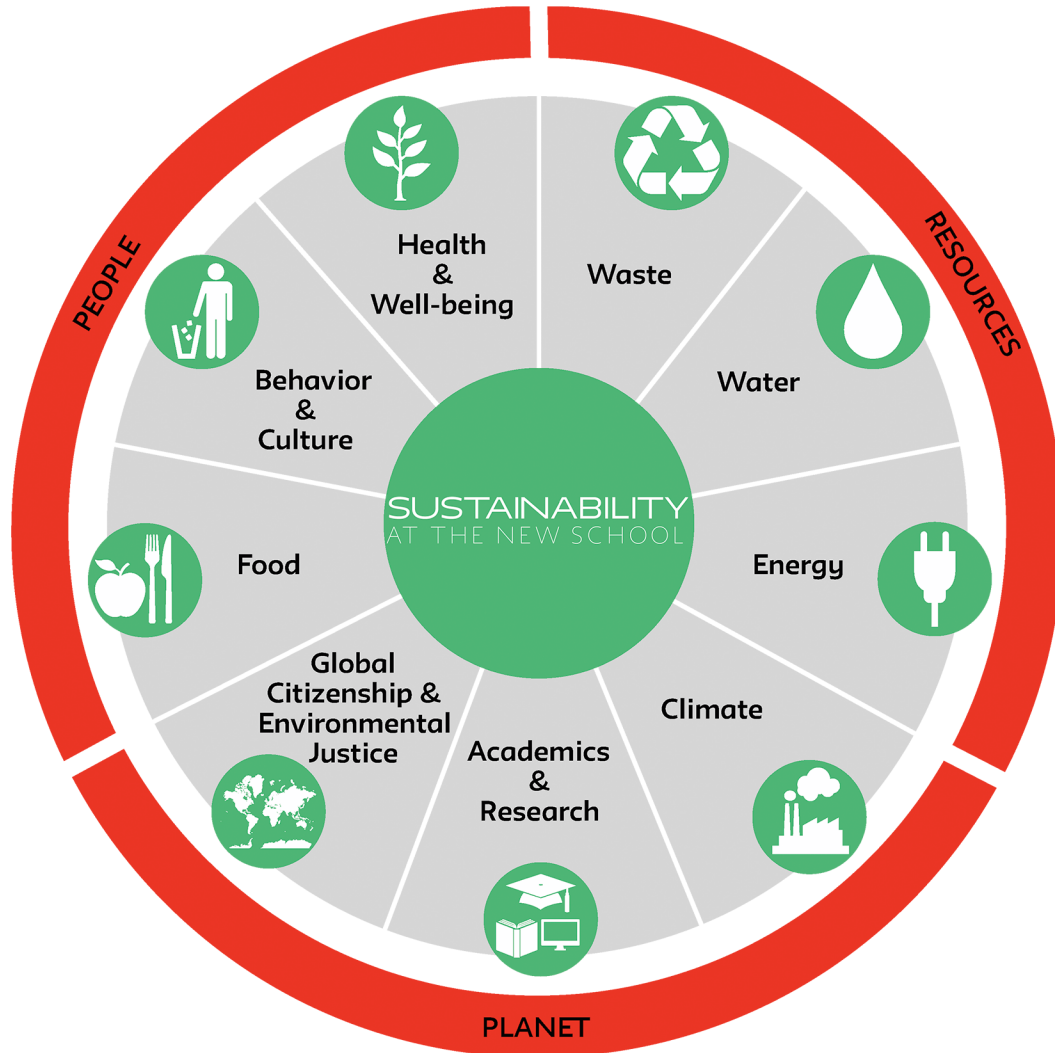 PEOPLE
RESOURCES
PLANET
Health
&
Well-being
Waste
Behavior
&
Culture
Water
SUSTAINABILITY
AT THE NEW SCHOOL
Food
Energy
Global
Citizenship &
Environmental
Justice
Climate
Academics
&
Research